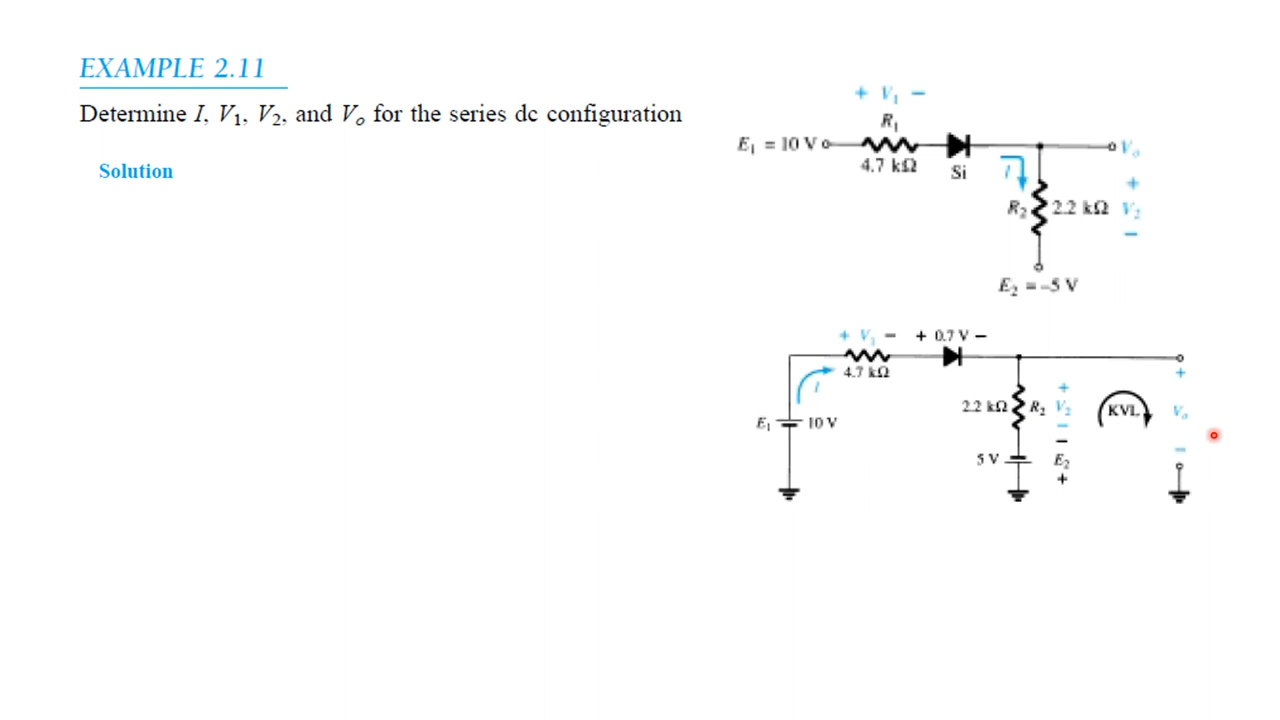 EXAMPLE 2.11
Determine I, V₁, V₂, and Vₒ for the series dc configuration
Solution
+ V₁ −
R₁
E₁ = 10 V
4.7 kΩ
Si
I
Vₒ
+
R₂
2.2 kΩ
V₂
−
E₂ = −5 V
+ V₁ −
+ 0.7 V −
4.7 kΩ
I
E₁
10 V
2.2 kΩ
R₂
+
V₂
−
KVL
+
Vₒ
−
5 V
−
E₂
+